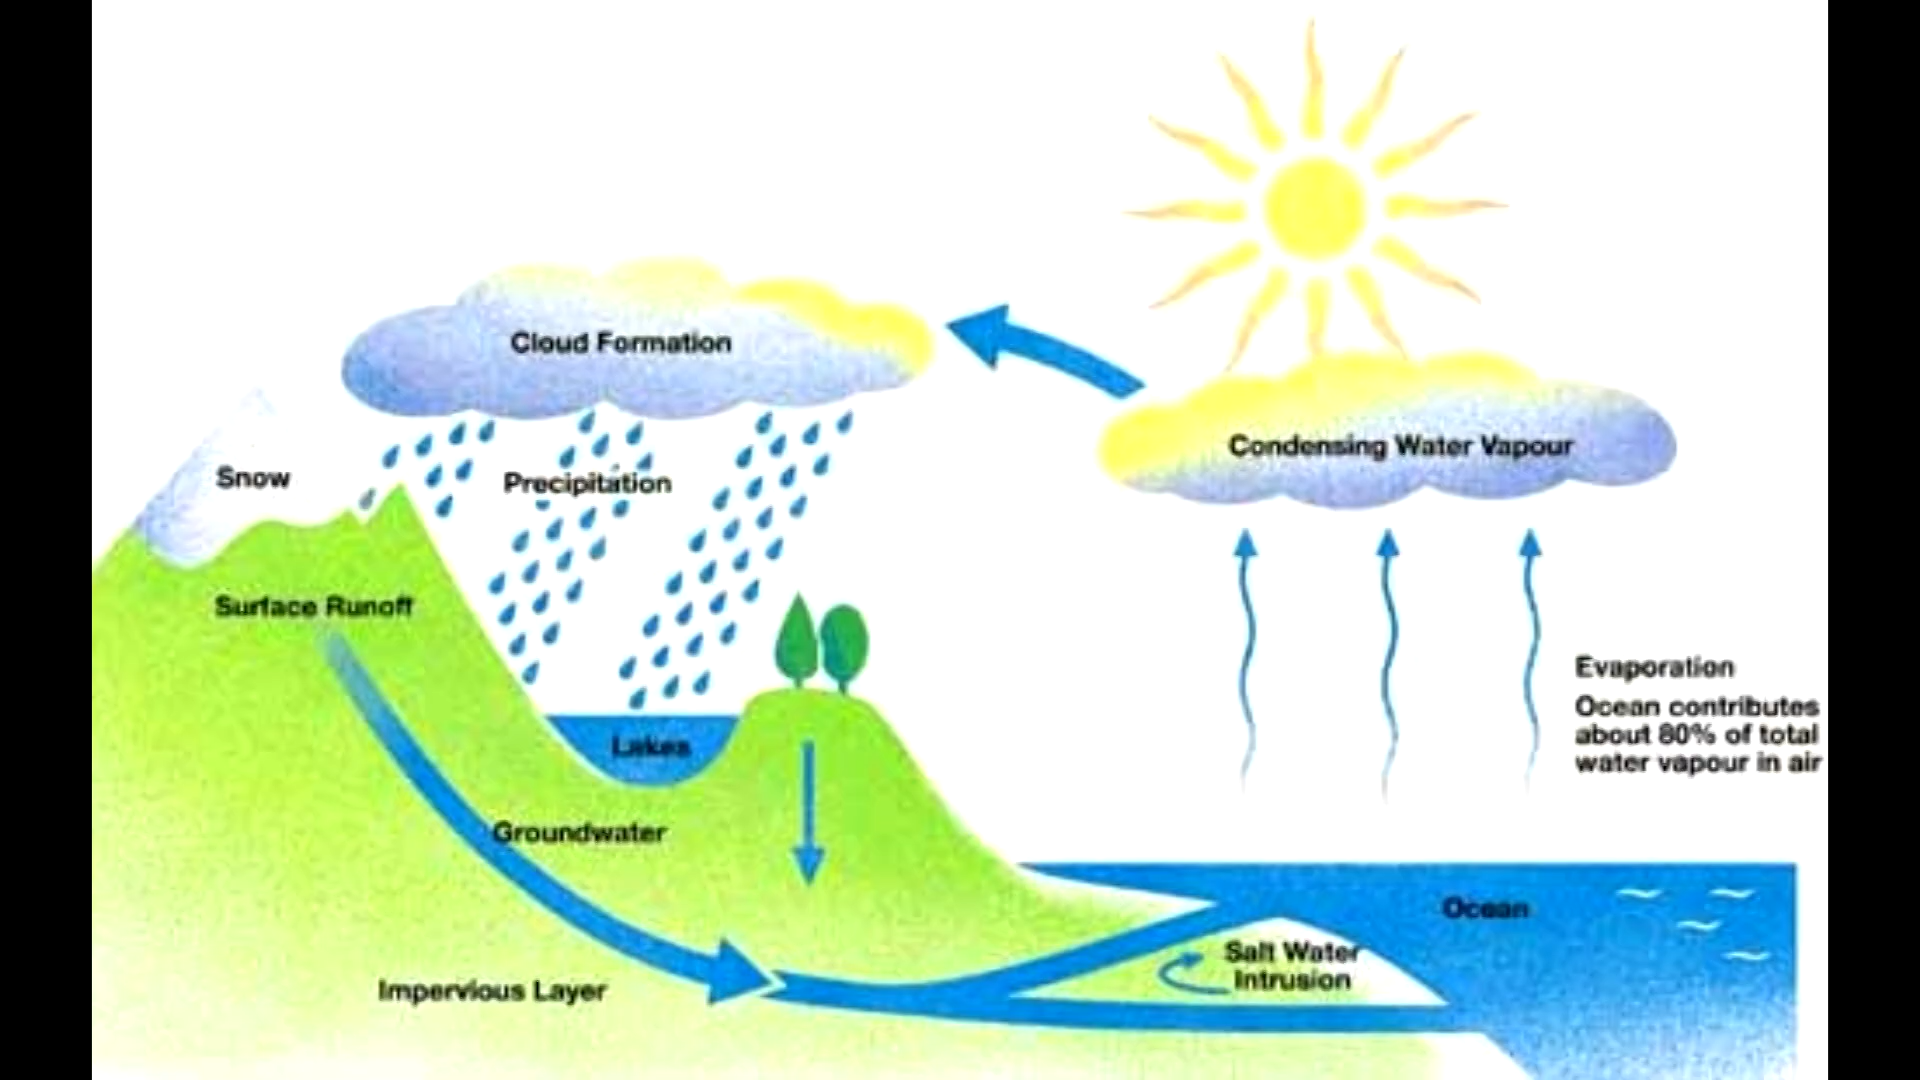 Cloud Formation
Condensing Water Vapour
Snow
Precipitation
Surface Runoff
Evaporation
Ocean contributes
about 80% of total
water vapour in air
Lakes
Groundwater
Ocean
Salt Water
Intrusion
Impervious Layer